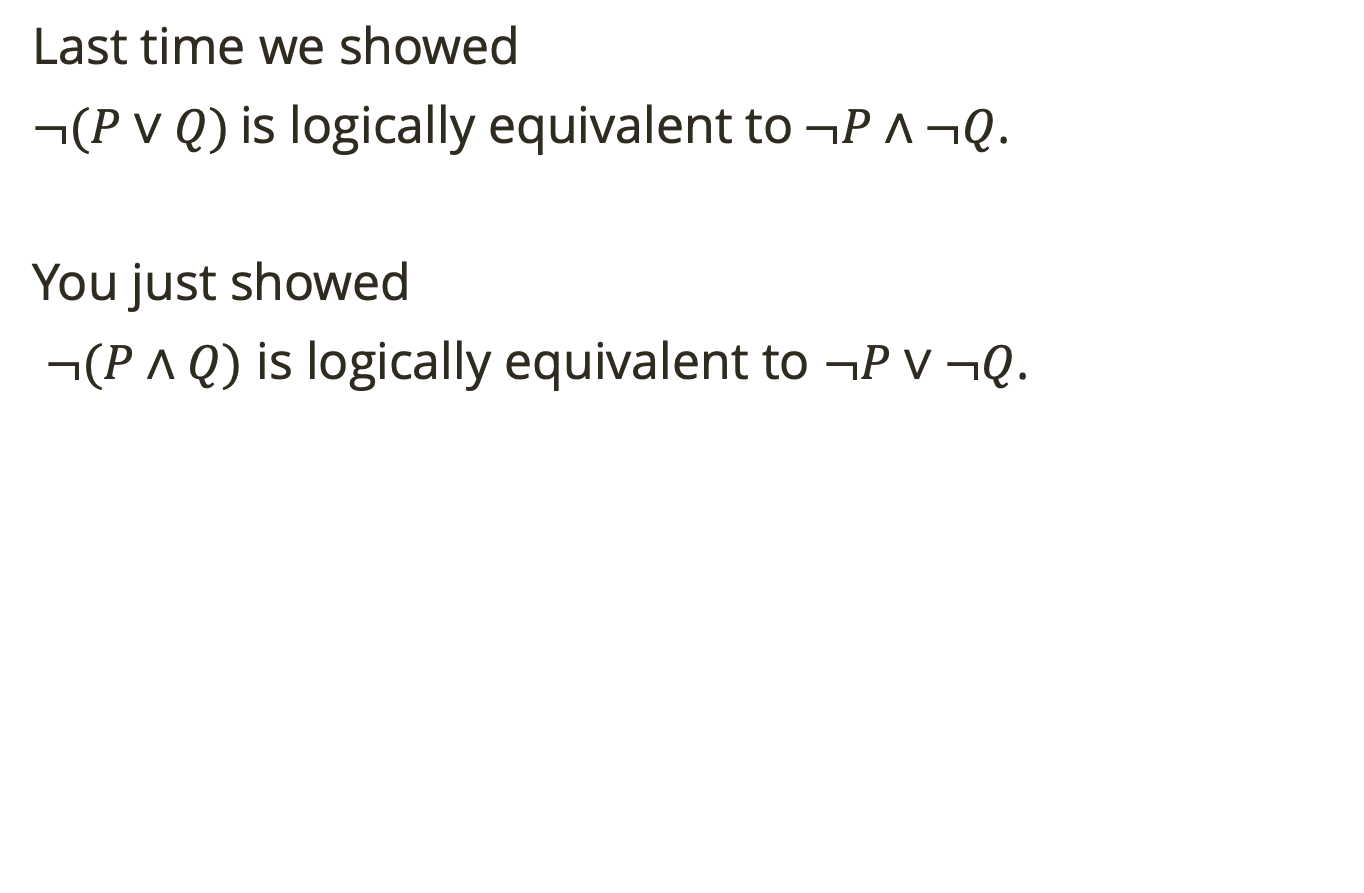 Last time we showed
¬(P ∨ Q) is logically equivalent to ¬P ∧ ¬Q.
You just showed
¬(P ∧ Q) is logically equivalent to ¬P ∨ ¬Q.